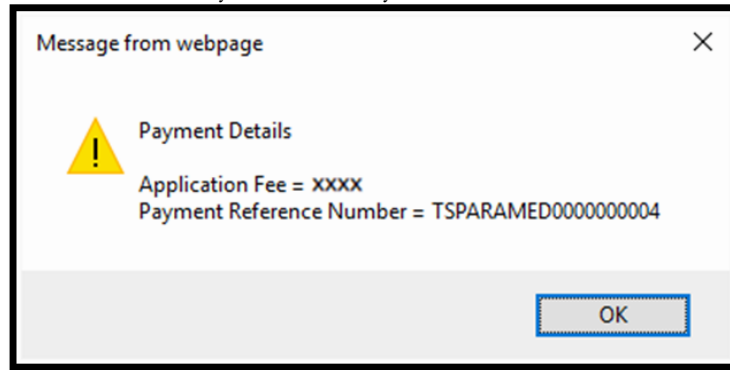 Message from webpage
Payment Details
Application Fee = XXXX
Payment Reference Number = TSPARAMED0000000004
OK